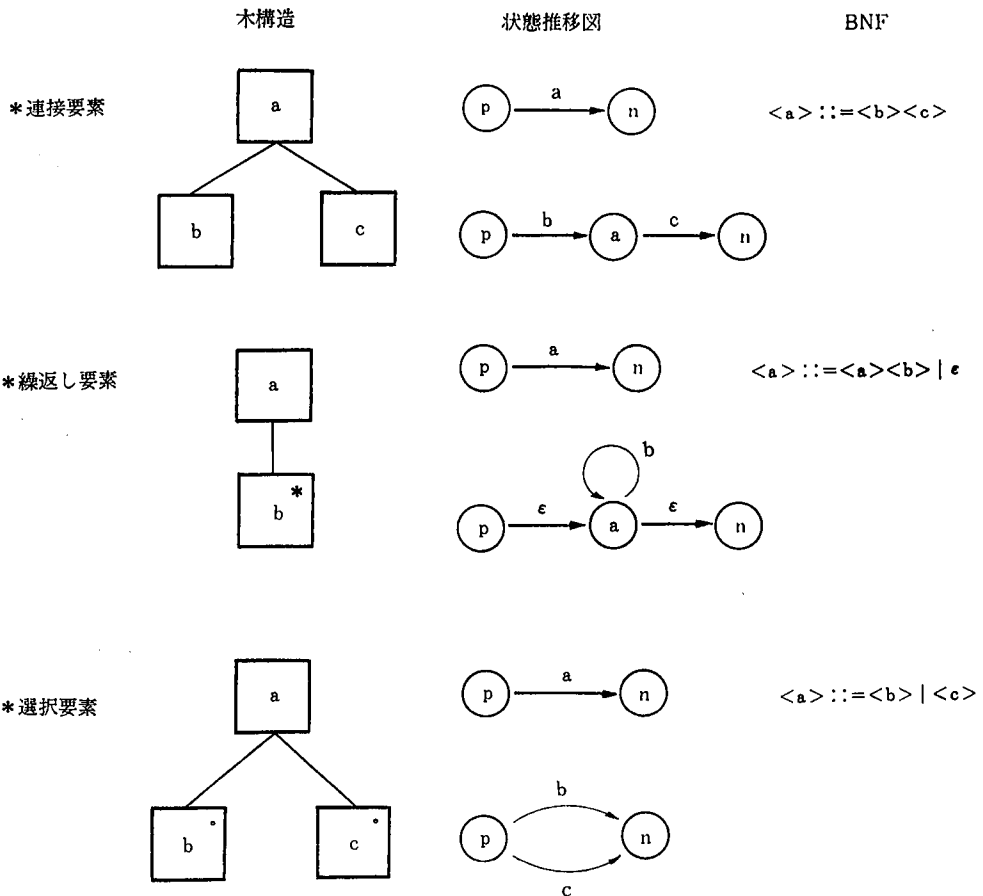 木構造 状態推移図 BNF
*連接要素
a
p a n
<a>::=<b><c>
b c
p b a c n
*繰返し要素
a
p a n
<a>::=<a><b>|ε
b *
b
p ε a ε n
*選択要素
a
p a n
<a>::=<b>|<c>
b ° c °
p b n
c